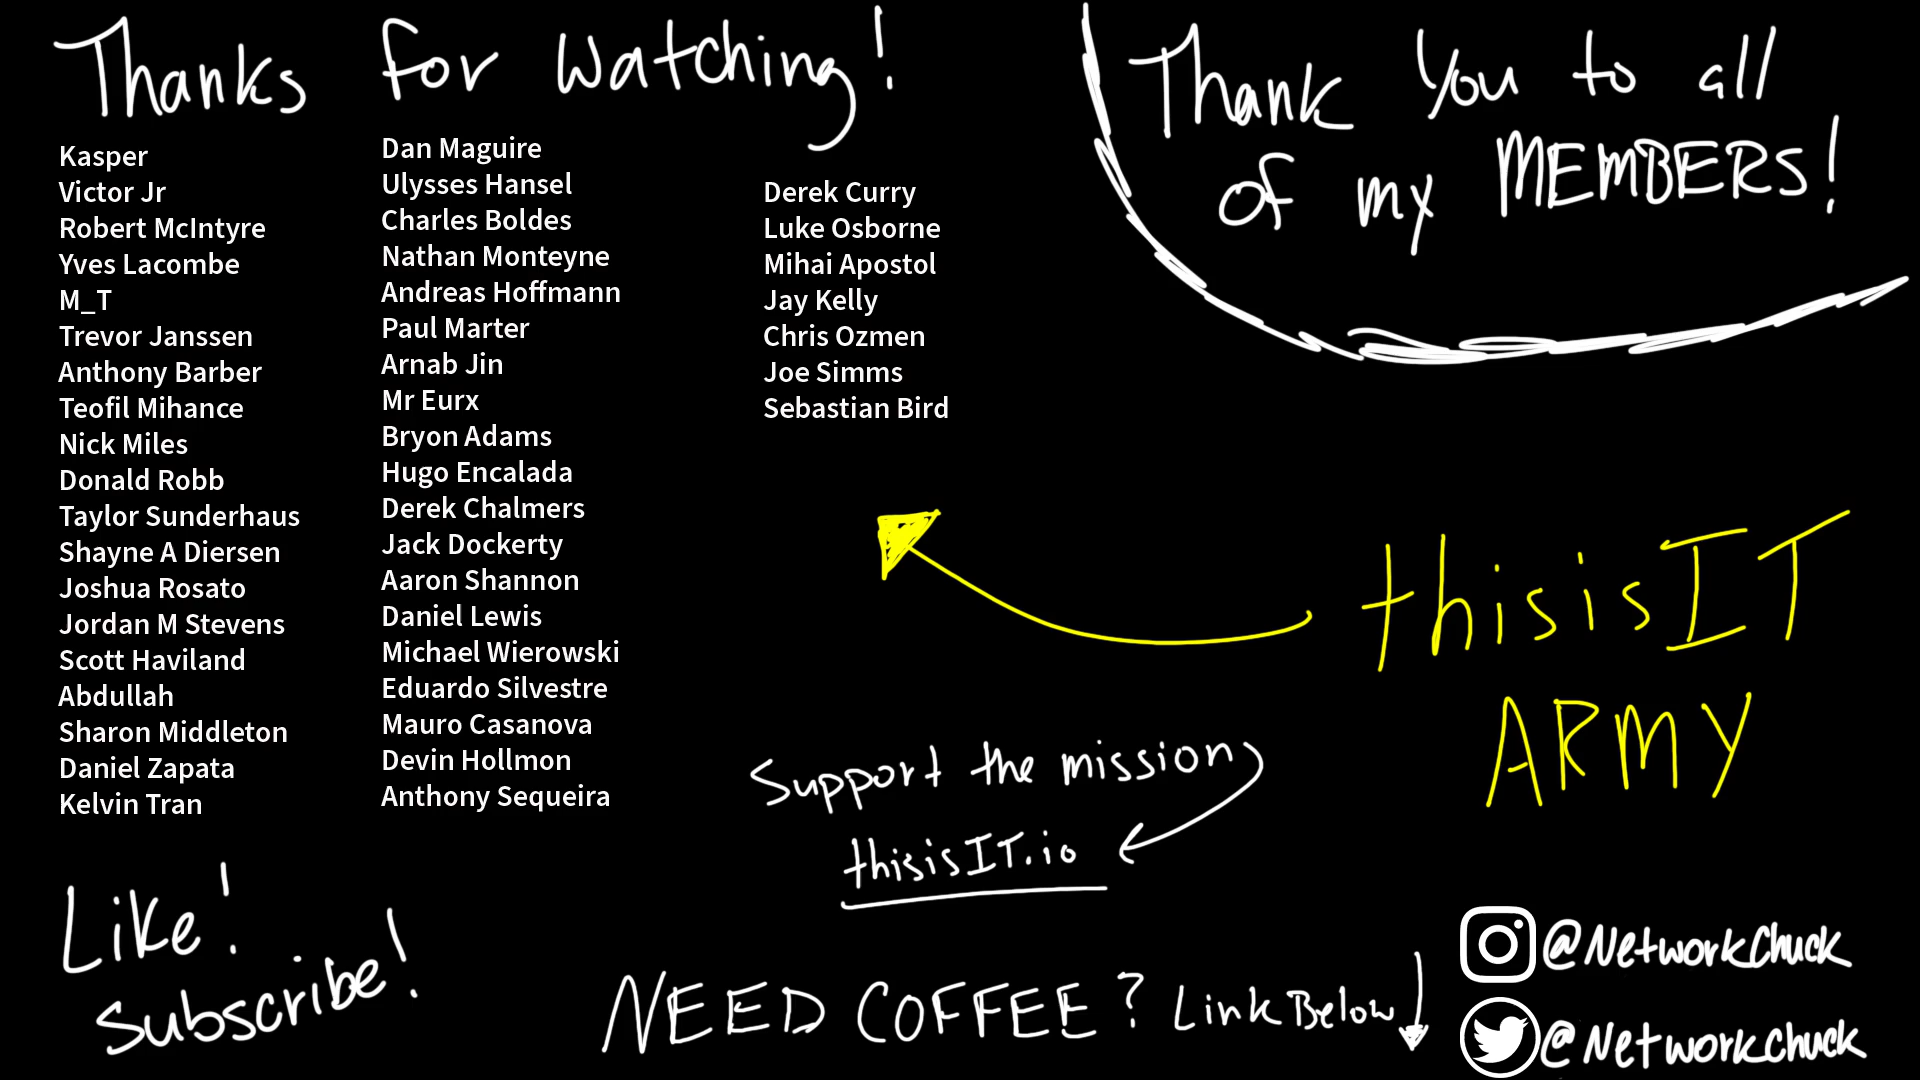 Thanks for watching!
Thank You to all
of my MEMBERS!
Kasper
Victor Jr
Robert McIntyre
Yves Lacombe
M_T
Trevor Janssen
Anthony Barber
Teofil Mihance
Nick Miles
Donald Robb
Taylor Sunderhaus
Shayne A Diersen
Joshua Rosato
Jordan M Stevens
Scott Haviland
Abdullah
Sharon Middleton
Daniel Zapata
Kelvin Tran
Dan Maguire
Ulysses Hansel
Charles Boldes
Nathan Monteyne
Andreas Hoffmann
Paul Marter
Arnab Jin
Mr Eurx
Bryon Adams
Hugo Encalada
Derek Chalmers
Jack Dockerty
Aaron Shannon
Daniel Lewis
Michael Wierowski
Eduardo Silvestre
Mauro Casanova
Devin Hollmon
Anthony Sequeira
Derek Curry
Luke Osborne
Mihai Apostol
Jay Kelly
Chris Ozmen
Joe Simms
Sebastian Bird
thisisIT
ARMY
Support the mission
thisisIT.io
Like!
Subscribe!
NEED COFFEE? Link Below
@NetworkChuck
@Networkchuck